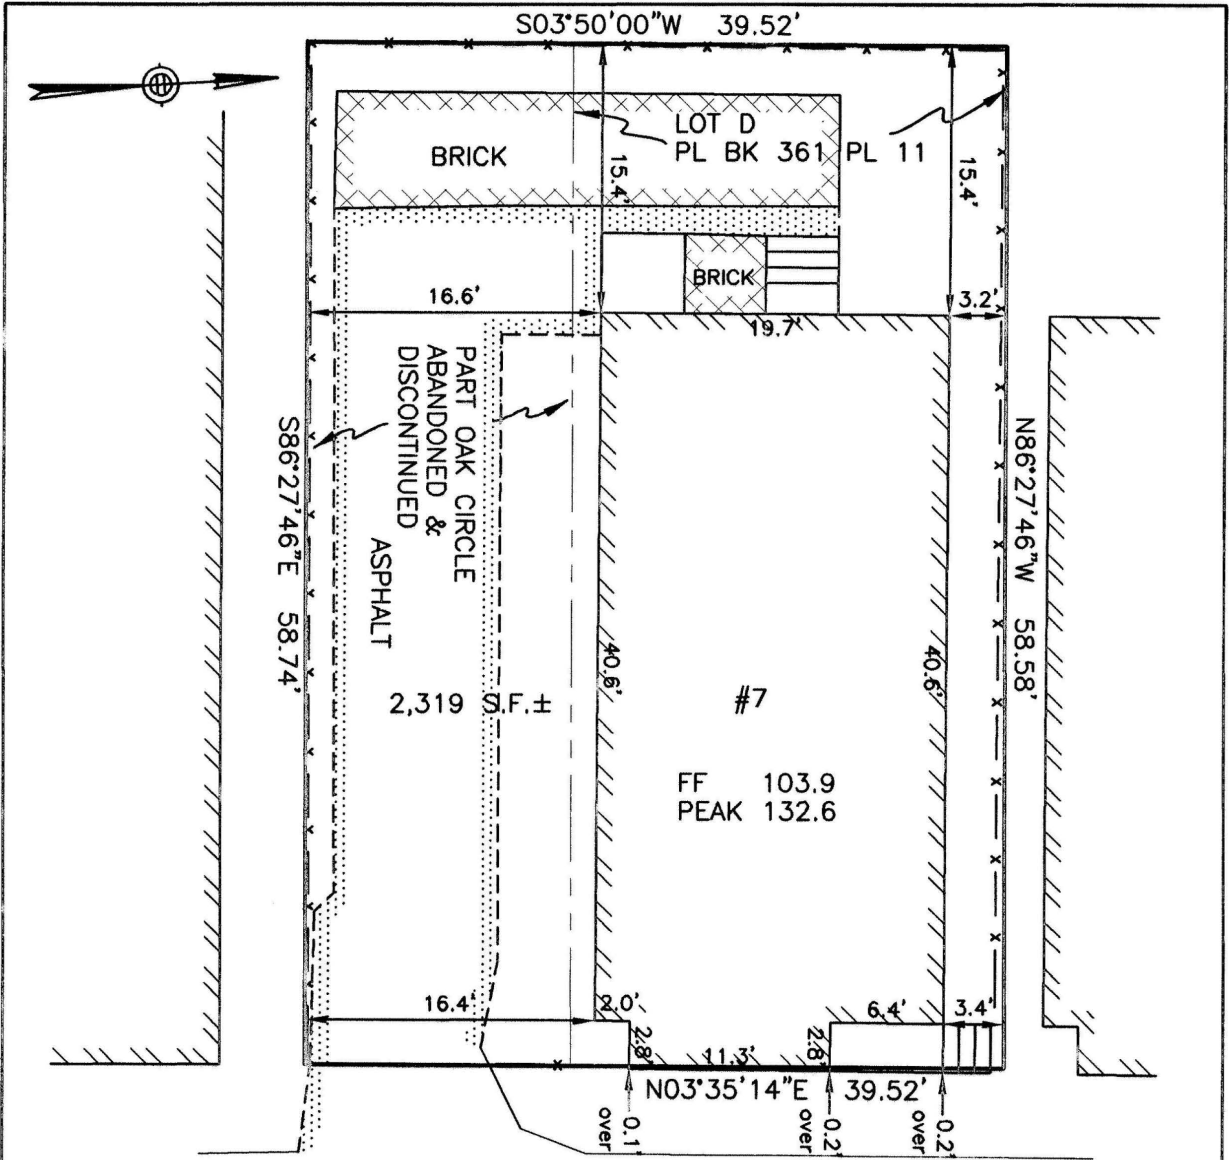 S03°50'00"W 39.52'
LOT D
PL BK 361 PL 11
BRICK
15.4'
15.4'
BRICK
16.6'
19.7'
3.2'
PART OAK CIRCLE
ABANDONED &
DISCONTINUED
ASPHALT
S86°27'46"E 58.74'
N86°27'46"W 58.58'
40.6'
40.6'
2,319 S.F.±
#7
FF 103.9
PEAK 132.6
16.4'
2.0'
6.4'
3.4'
2.8'
2.8'
11.3'
N03°35'14"E 39.52'
0.1'
over
0.2'
over
0.2'